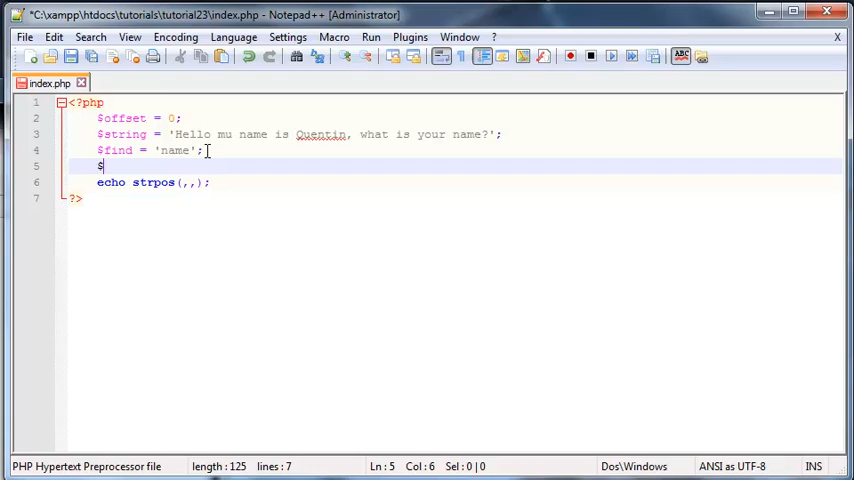 *C:\xampp\htdocs\tutorials\tutorial23\index.php - Notepad++ [Administrator]
File Edit Search View Encoding Language Settings Macro Run Plugins Window ? X
index.php
1 <?php
2 $offset = 0;
3 $string = 'Hello mu name is Quentin, what is your name?';
4 $find = 'name';
5 $
6 echo strpos(,,);
7 ?>
PHP Hypertext Preprocessor file length : 125 lines : 7 Ln : 5 Col : 6 Sel : 0 | 0 Dos\Windows ANSI as UTF-8 INS